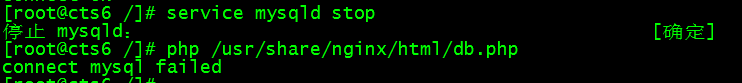 [root@cts6 /]# service mysqld stop
停止 mysqld： [确定]
[root@cts6 /]# php /usr/share/nginx/html/db.php
connect mysql failed